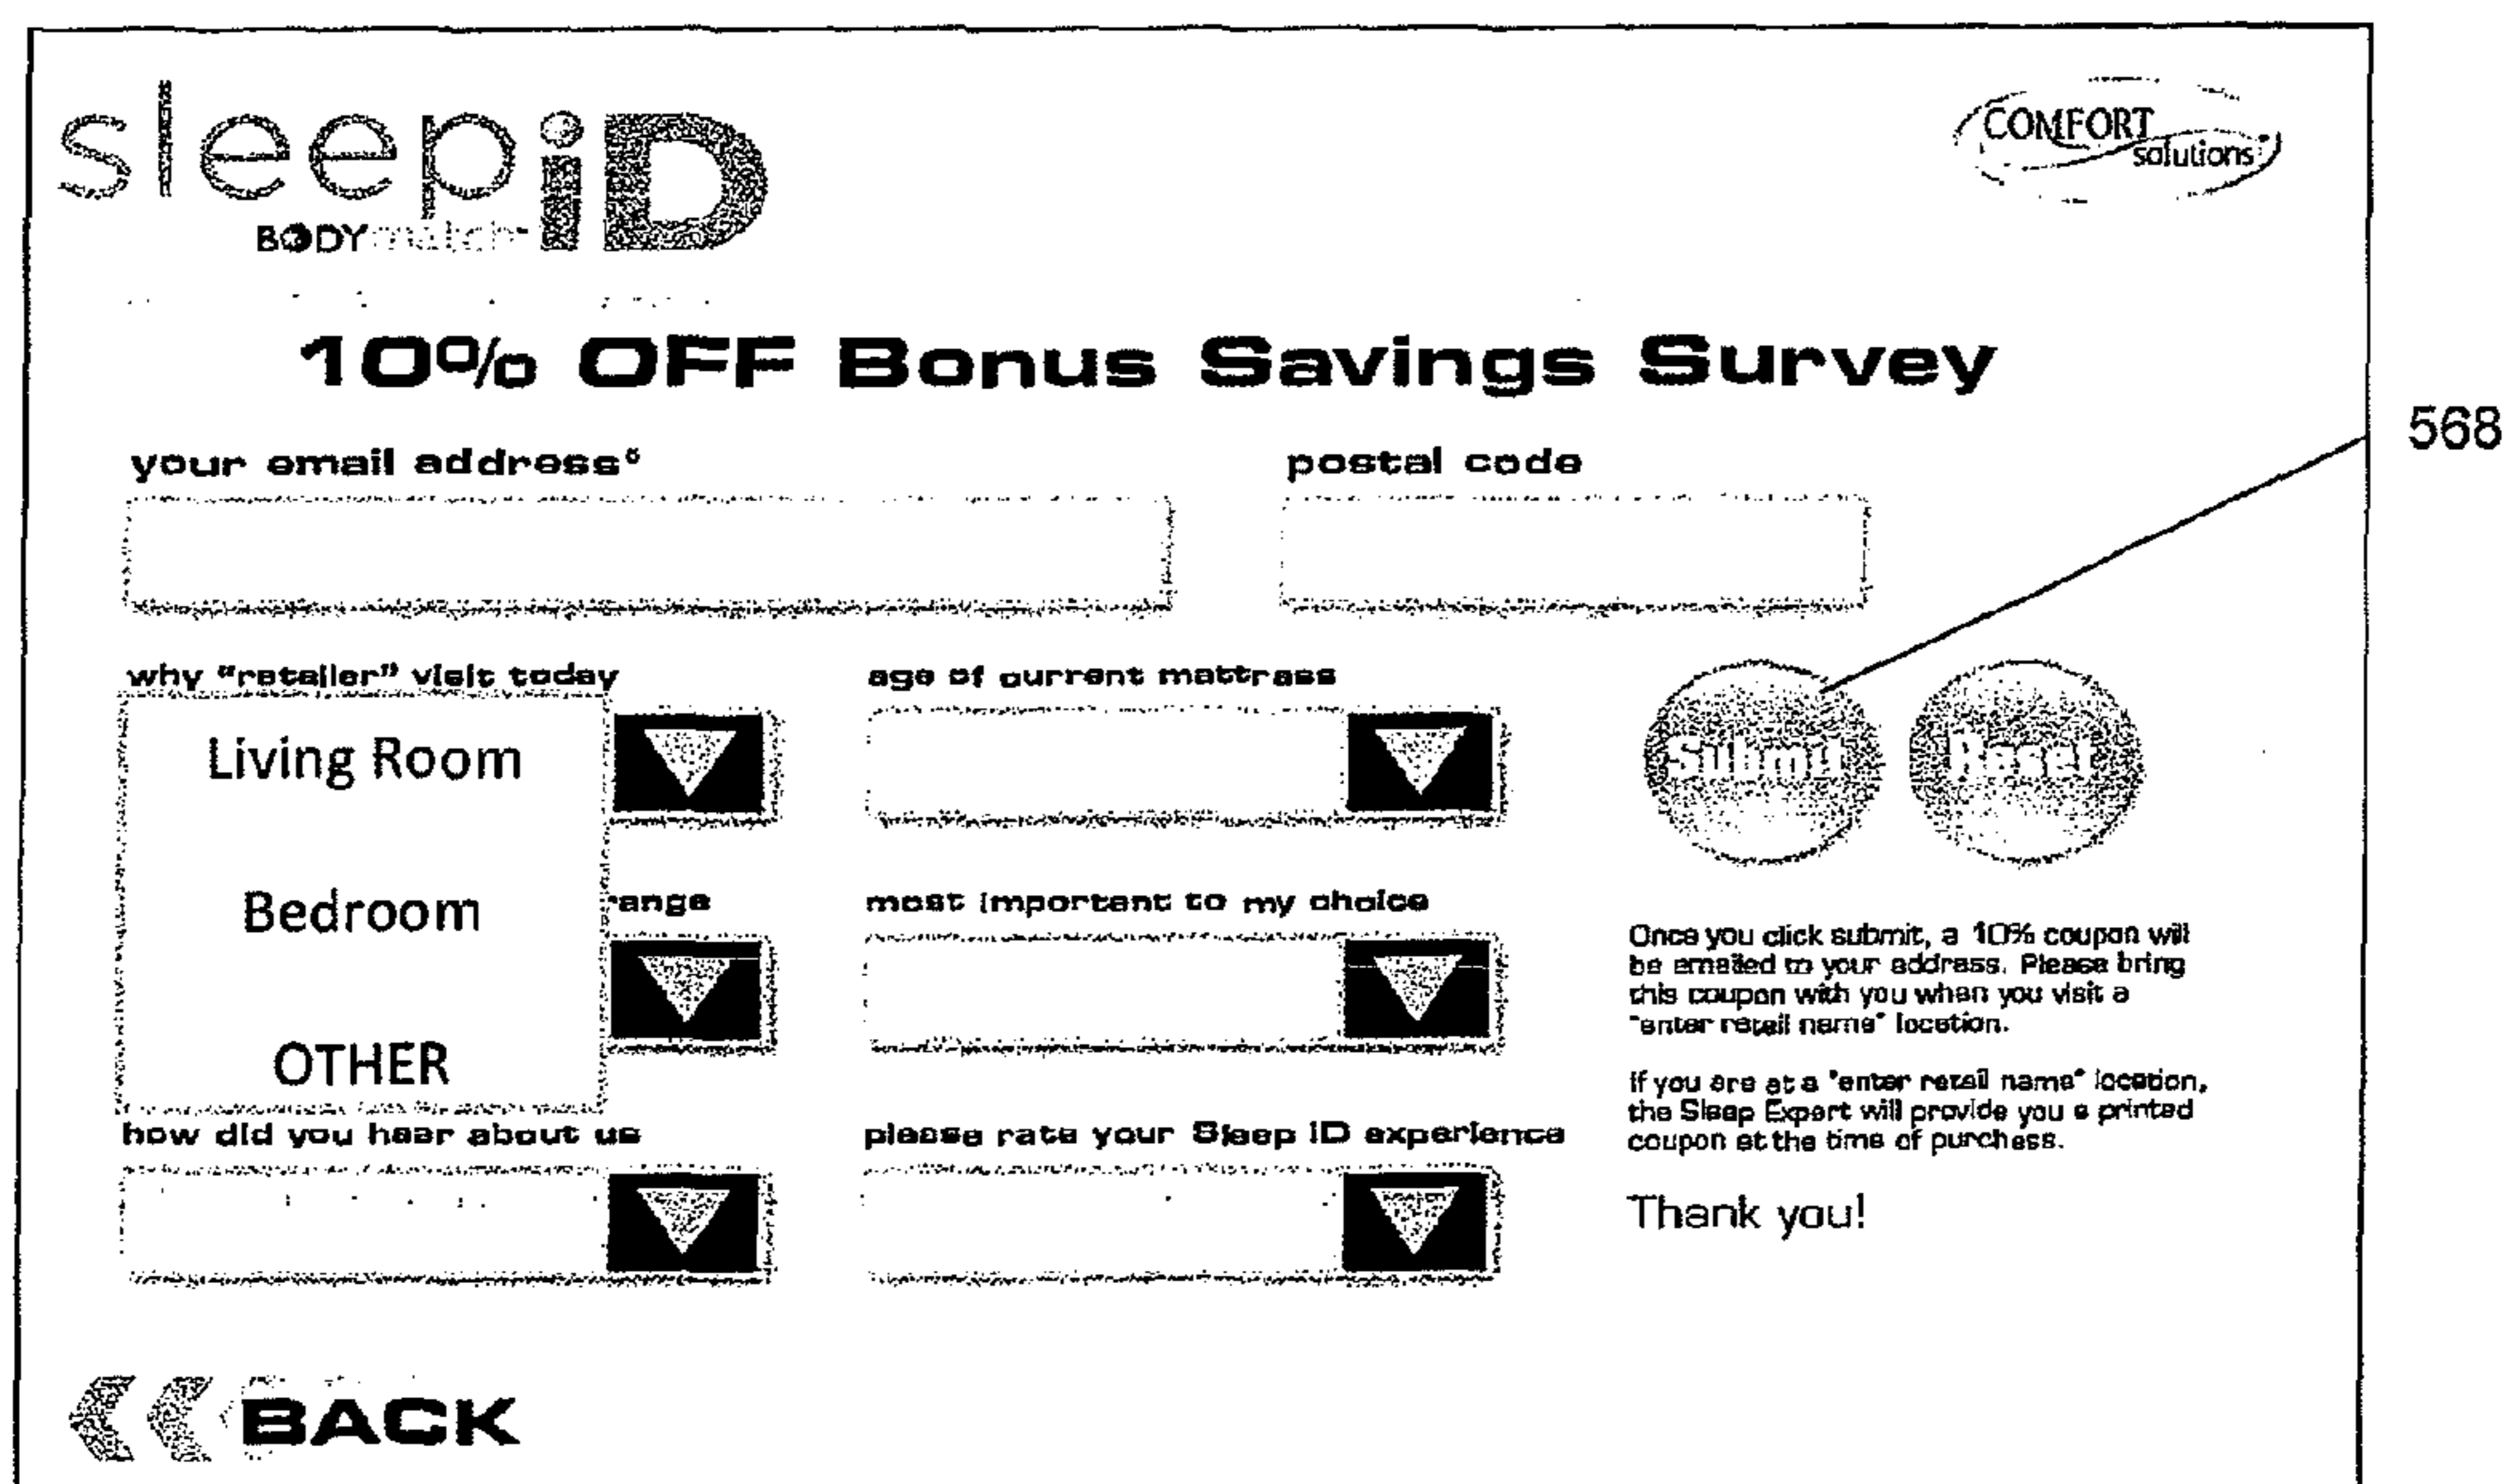 sleep iD
BODY
COMFORT
solutions
10% OFF Bonus Savings Survey
568
your email address
postal code
why "retailer" visit today
age of current mattress
Living Room
Submit
Reset
Bedroom
ange
most important to my choice
OTHER
Once you click submit, a 10% coupon will
be emailed to your address. Please bring
this coupon with you when you visit a
"enter retail name" location.
If you are at a "enter retail name" location,
the Sleep Expert will provide you a printed
coupon at the time of purchase.
how did you hear about us
please rate your Sleep ID experience
Thank you!
BACK